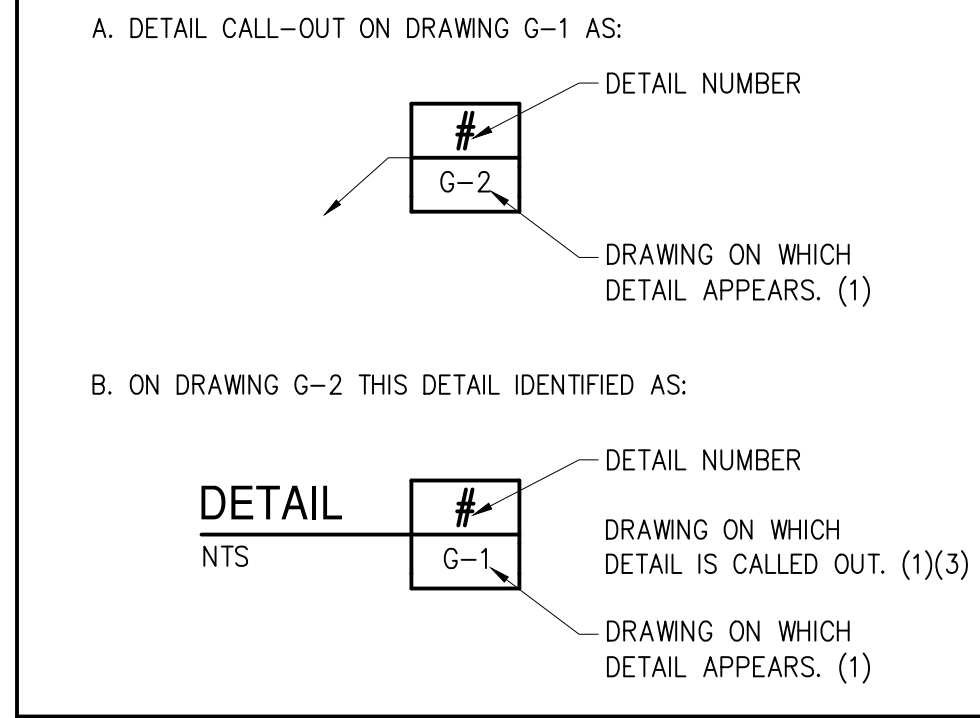 A. DETAIL CALL-OUT ON DRAWING G-1 AS:
DETAIL NUMBER
#
G-2
DRAWING ON WHICH
DETAIL APPEARS. (1)
B. ON DRAWING G-2 THIS DETAIL IDENTIFIED AS:
DETAIL NUMBER
DETAIL
#
NTS
G-1
DRAWING ON WHICH
DETAIL IS CALLED OUT. (1)(3)
DRAWING ON WHICH
DETAIL APPEARS. (1)